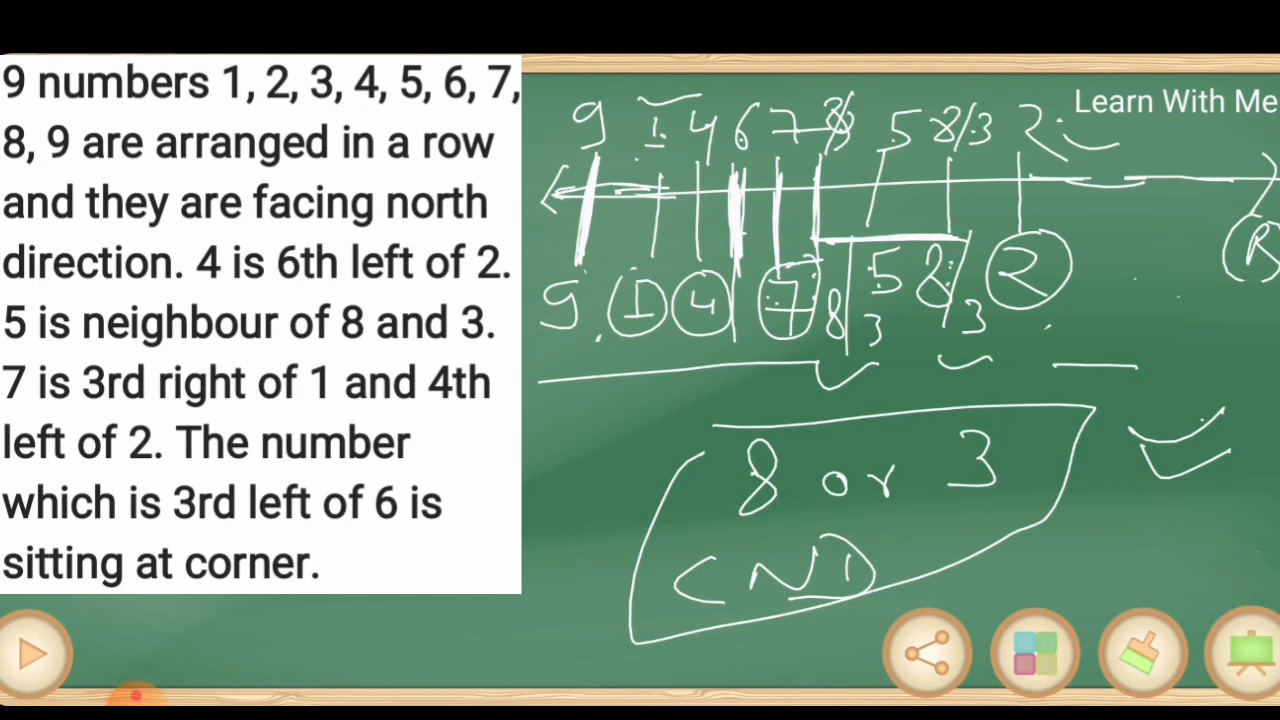 9 numbers 1, 2, 3, 4, 5, 6, 7,
8, 9 are arranged in a row
and they are facing north
direction. 4 is 6th left of 2.
5 is neighbour of 8 and 3.
7 is 3rd right of 1 and 4th
left of 2. The number
which is 3rd left of 6 is
sitting at corner.
Learn With Me
9 1 4 6 7 5 8/3 2
R
9 1 4 7 8/3 5 8/3 2
8 or 3
CND